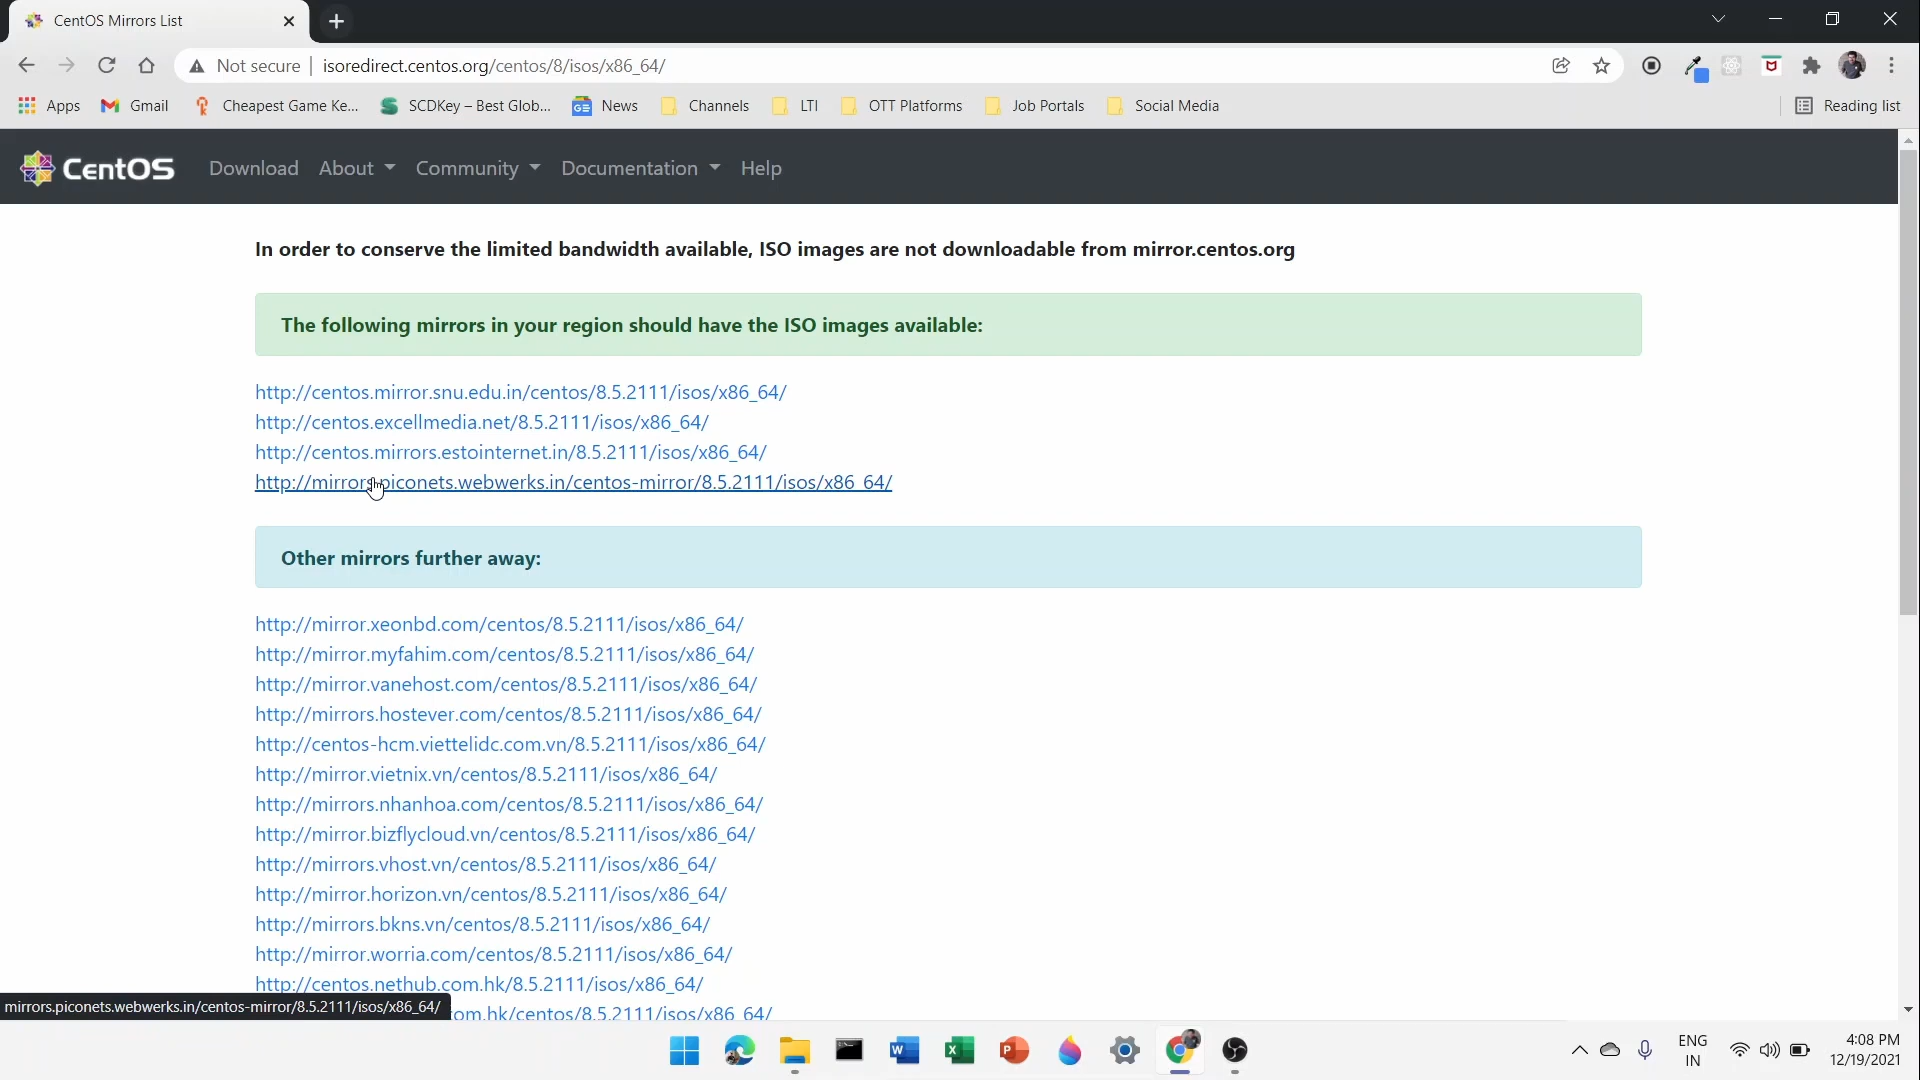 CentOS Mirrors List
Not secure
isoredirect.centos.org/centos/8/isos/x86_64/
Apps
Gmail
Cheapest Game Ke...
SCDKey – Best Glob...
News
Channels
LTI
OTT Platforms
Job Portals
Social Media
Reading list
CentOS
Download
About
Community
Documentation
Help
In order to conserve the limited bandwidth available, ISO images are not downloadable from mirror.centos.org
The following mirrors in your region should have the ISO images available:
http://centos.mirror.snu.edu.in/centos/8.5.2111/isos/x86_64/
http://centos.excellmedia.net/8.5.2111/isos/x86_64/
http://centos.mirrors.estointernet.in/8.5.2111/isos/x86_64/
http://mirrors.piconets.webwerks.in/centos-mirror/8.5.2111/isos/x86_64/
Other mirrors further away:
http://mirror.xeonbd.com/centos/8.5.2111/isos/x86_64/
http://mirror.myfahim.com/centos/8.5.2111/isos/x86_64/
http://mirror.vanehost.com/centos/8.5.2111/isos/x86_64/
http://mirrors.hostever.com/centos/8.5.2111/isos/x86_64/
http://centos-hcm.viettelidc.com.vn/8.5.2111/isos/x86_64/
http://mirror.vietnix.vn/centos/8.5.2111/isos/x86_64/
http://mirrors.nhanhoa.com/centos/8.5.2111/isos/x86_64/
http://mirror.bizflycloud.vn/centos/8.5.2111/isos/x86_64/
http://mirrors.vhost.vn/centos/8.5.2111/isos/x86_64/
http://mirror.horizon.vn/centos/8.5.2111/isos/x86_64/
http://mirrors.bkns.vn/centos/8.5.2111/isos/x86_64/
http://mirror.worria.com/centos/8.5.2111/isos/x86_64/
http://centos.nethub.com.hk/8.5.2111/isos/x86_64/
mirrors.piconets.webwerks.in/centos-mirror/8.5.2111/isos/x86_64/
om.hk/centos/8.5.2111/isos/x86_64/
ENG
IN
4:08 PM
12/19/2021